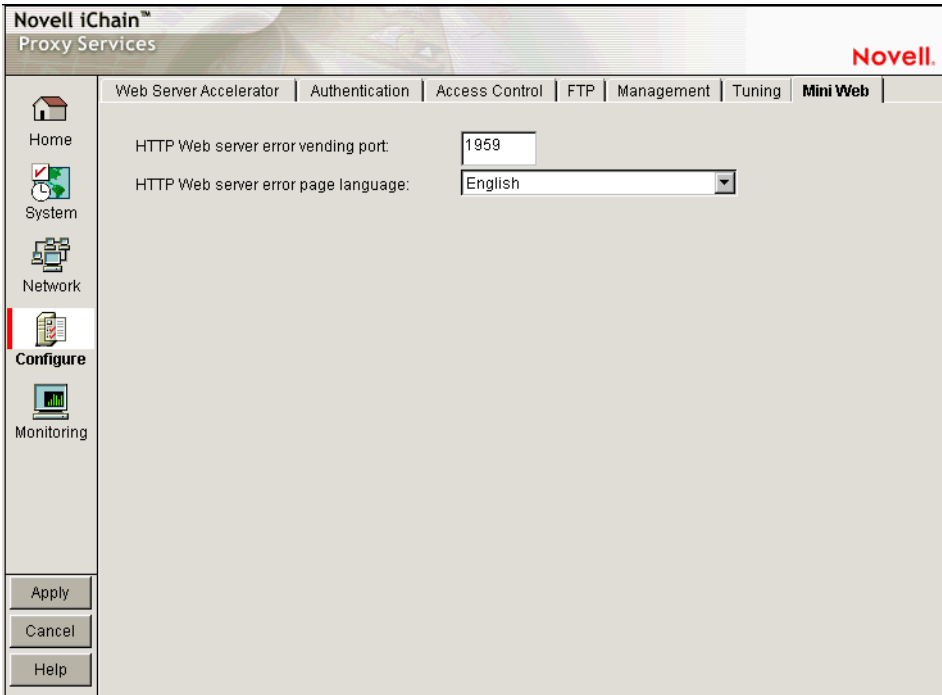 Novell iChain™
Proxy Services
Novell.
Web Server Accelerator
Authentication
Access Control
FTP
Management
Tuning
Mini Web
Home
System
Network
Configure
Monitoring
HTTP Web server error vending port:
1959
HTTP Web server error page language:
English
Apply
Cancel
Help